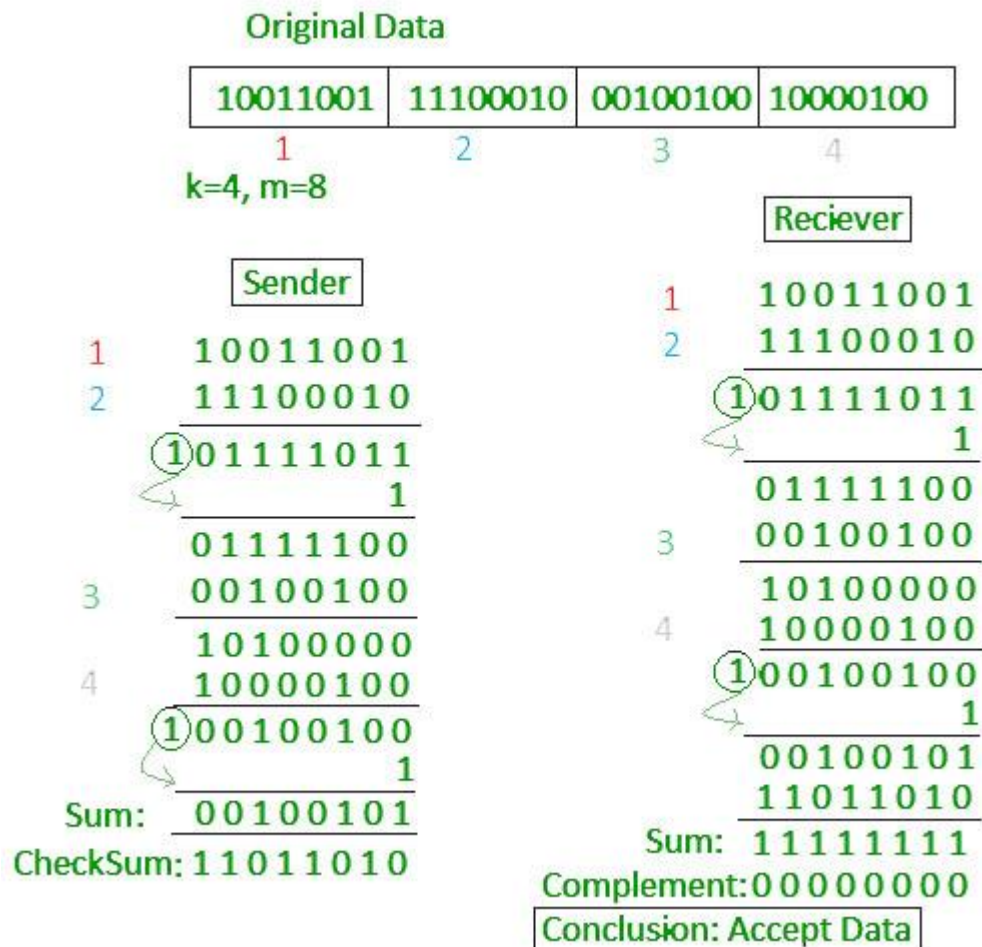 Original Data
10011001 11100010 00100100 10000100
1 2 3 4
k=4, m=8
Sender
1 10011001
2 11100010
1 01111011
1
01111100
3 00100100
10100000
4 10000100
1 00100100
1
Sum: 00100101
CheckSum: 11011010
Reciever
1 10011001
2 11100010
1 01111011
1
01111100
3 00100100
10100000
4 10000100
1 00100100
1
00100101
11011010
Sum: 11111111
Complement: 00000000
Conclusion: Accept Data